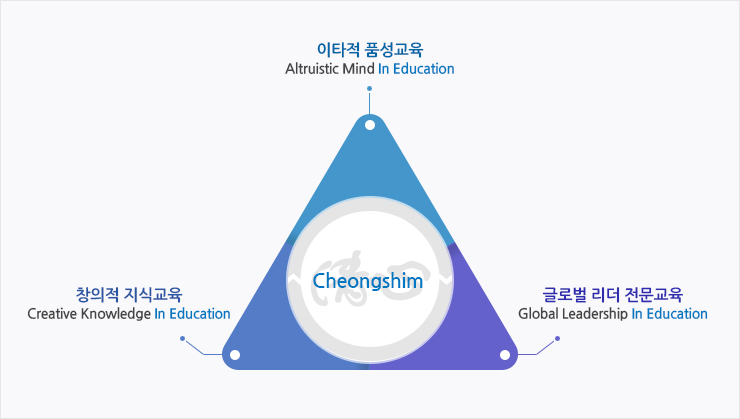 이타적 품성교육
Altruistic Mind In Education
Cheongshim
창의적 지식교육
Creative Knowledge In Education
글로벌 리더 전문교육
Global Leadership In Education